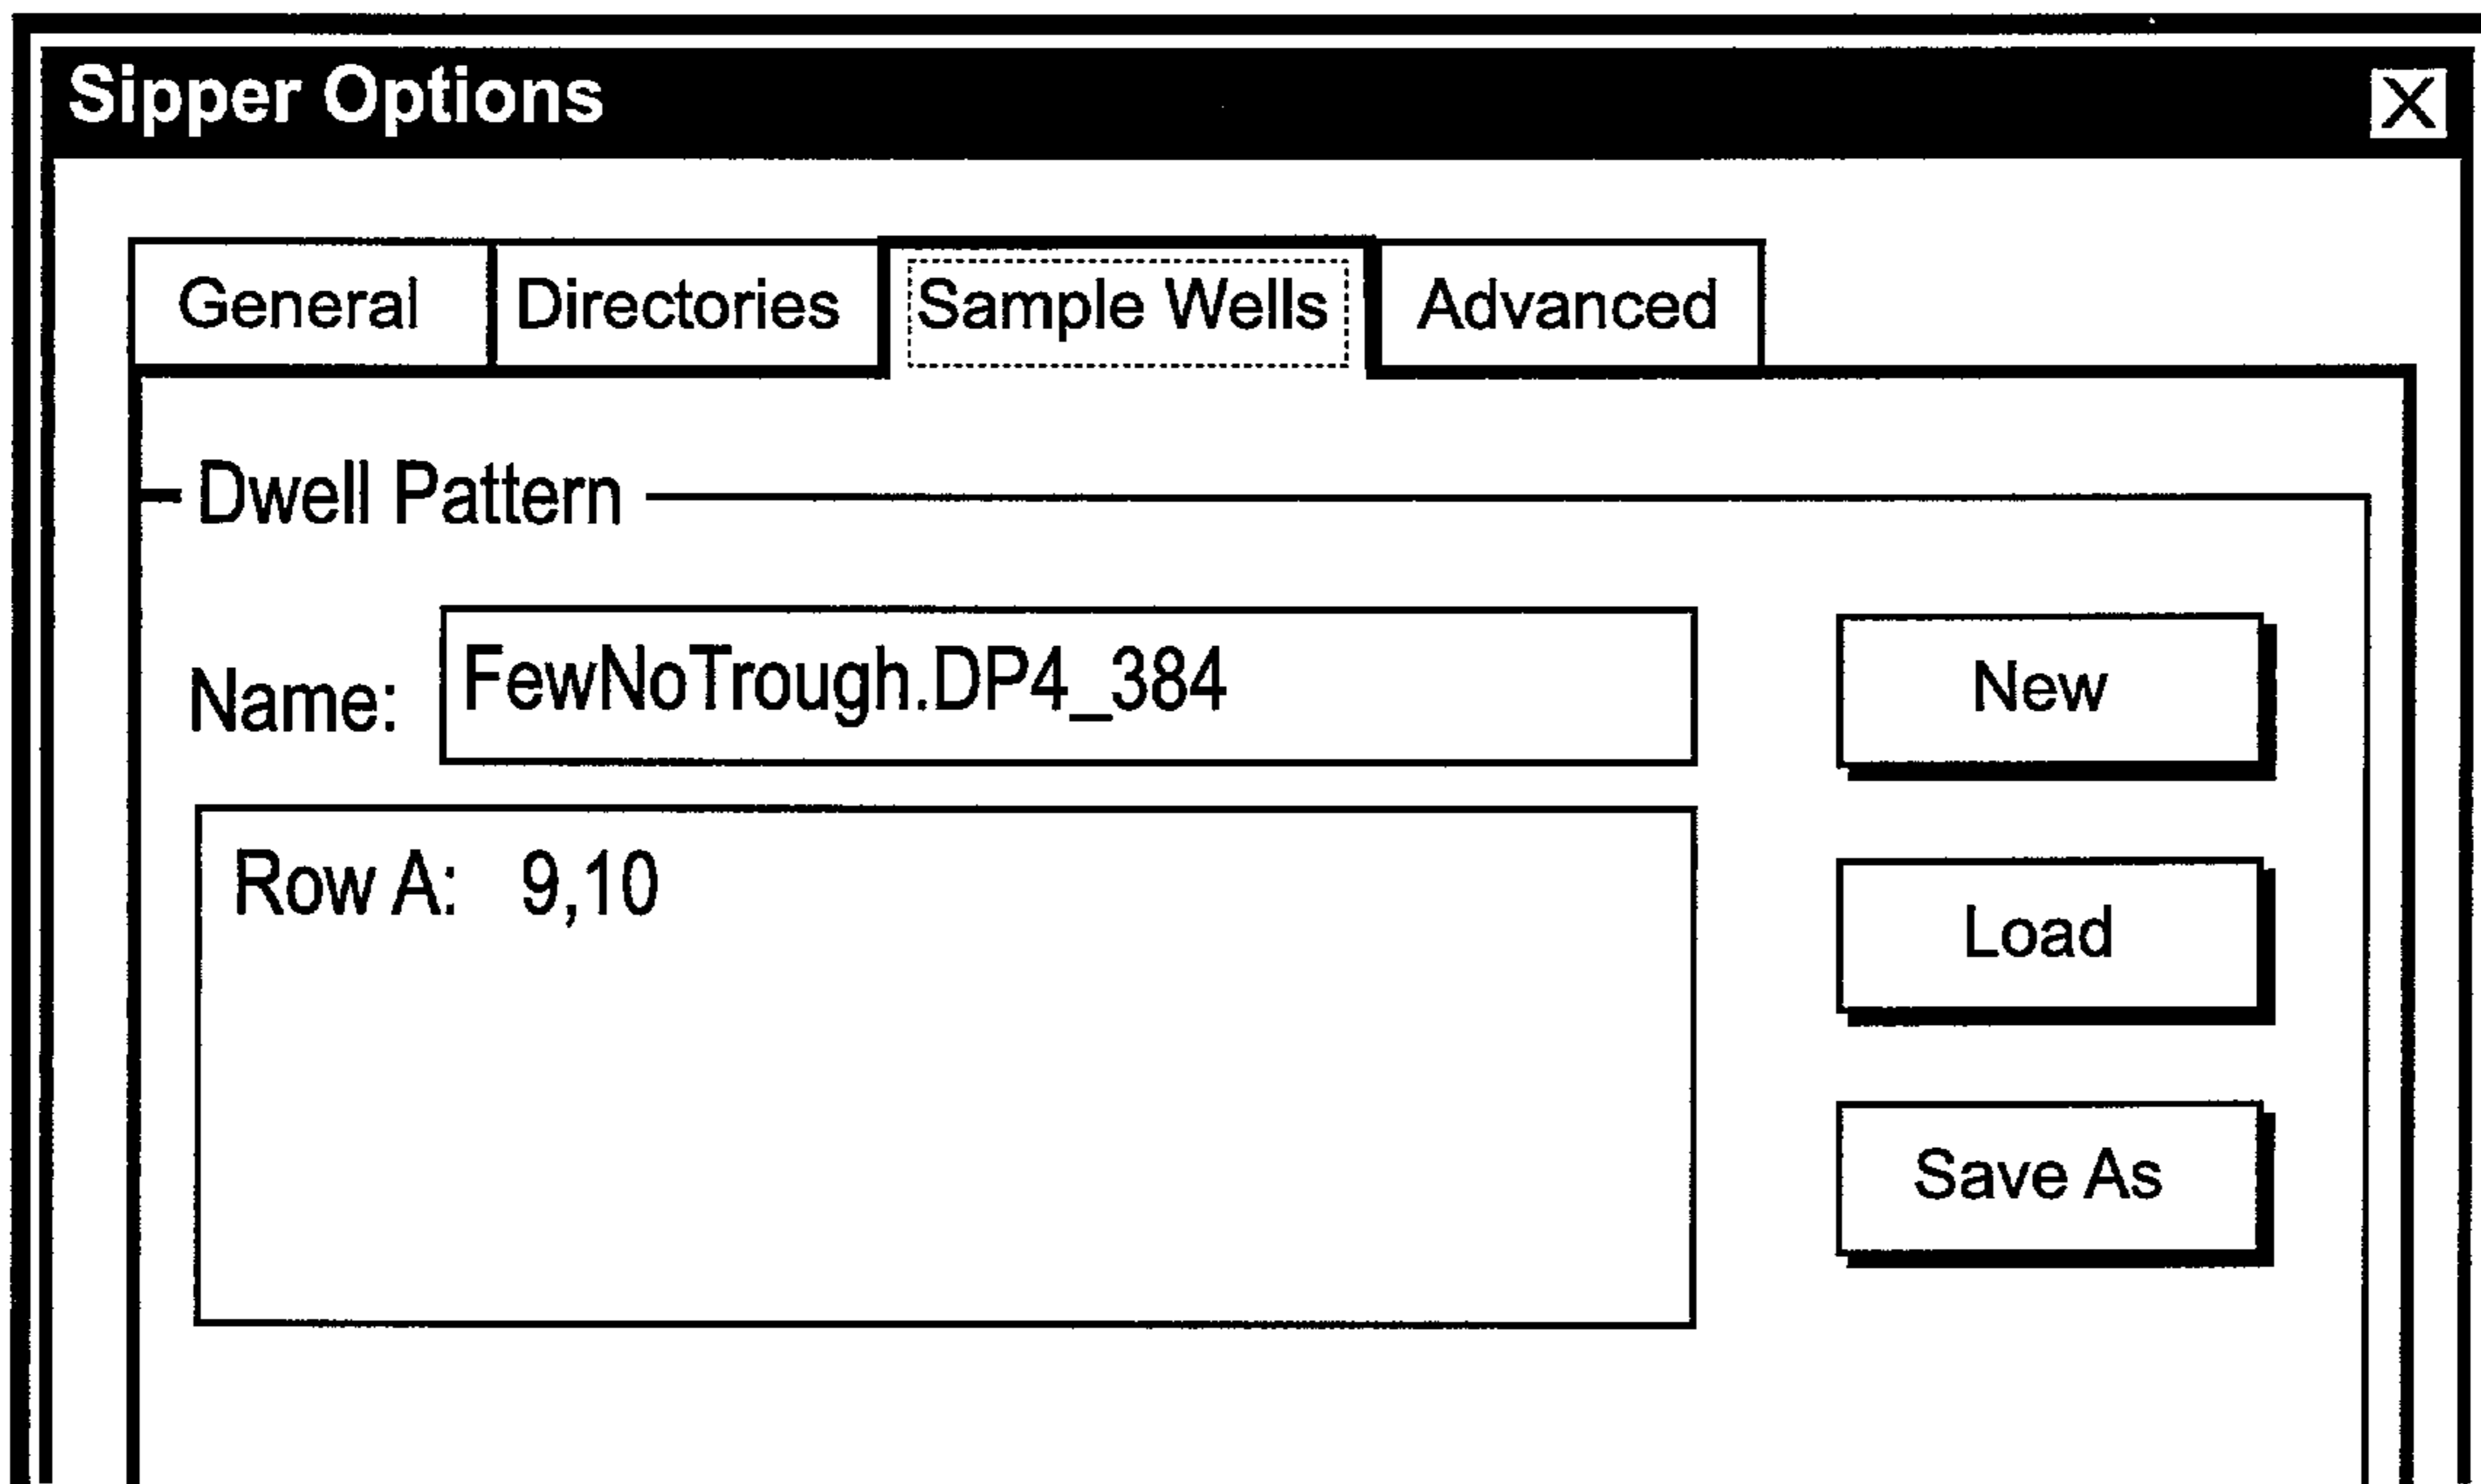 Sipper Options X
General Directories Sample Wells Advanced
Dwell Pattern
Name: FewNoTrough.DP4_384 New
Row A: 9,10
Load
Save As